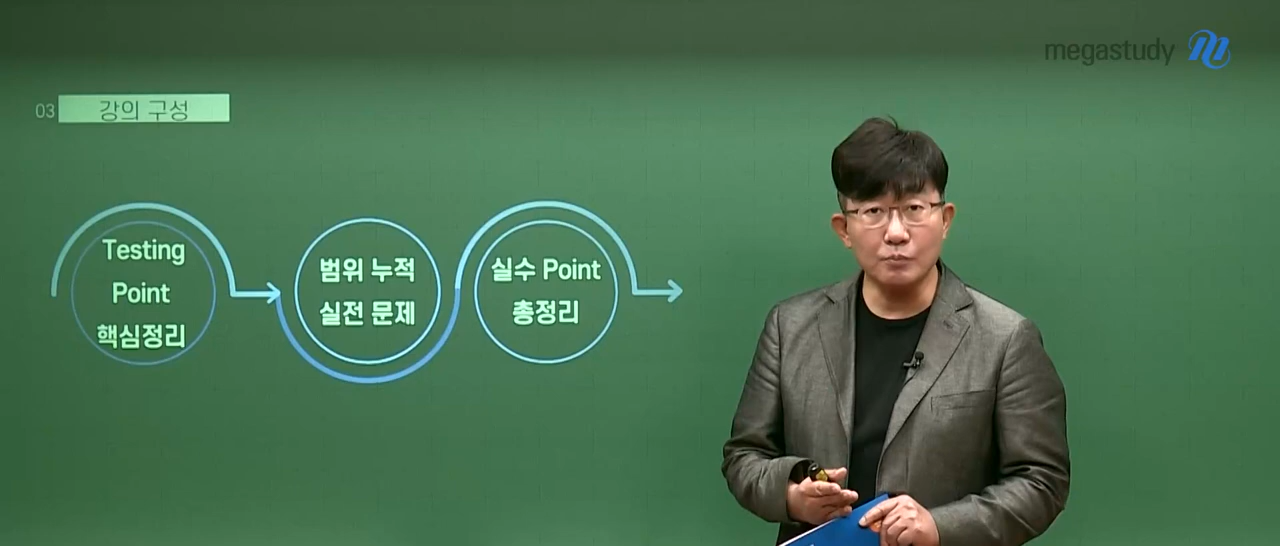 megastudy
03
강의 구성
Testing
Point
핵심정리
범위 누적
실전 문제
실수 Point
총정리